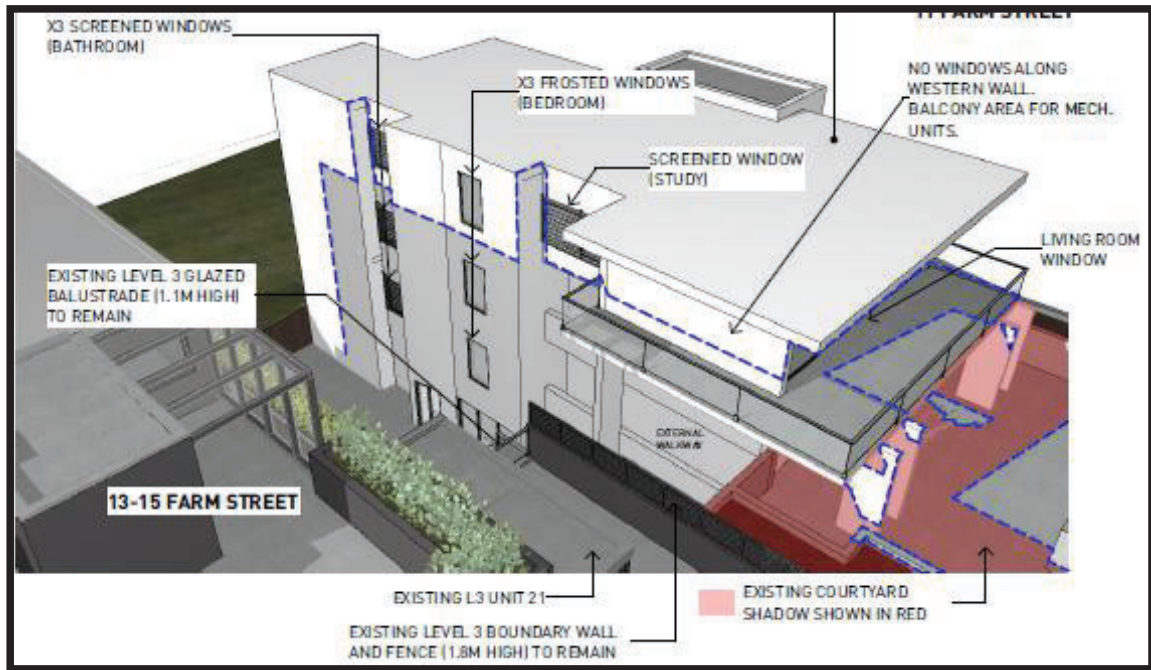 X3 SCREENED WINDOWS
(BATHROOM)
11 FARM STREET
X3 FROSTED WINDOWS
(BEDROOM)
NO WINDOWS ALONG
WESTERN WALL.
BALCONY AREA FOR MECH.
UNITS.
SCREENED WINDOW
(STUDY)
LIVING ROOM
WINDOW
EXISTING LEVEL 3 GLAZED
BALUSTRADE (1.1M HIGH)
TO REMAIN
EXTERNAL
WALKWAY
13-15 FARM STREET
EXISTING L3 UNIT 21
EXISTING COURTYARD
SHADOW SHOWN IN RED
EXISTING LEVEL 3 BOUNDARY WALL
AND FENCE (1.8M HIGH) TO REMAIN